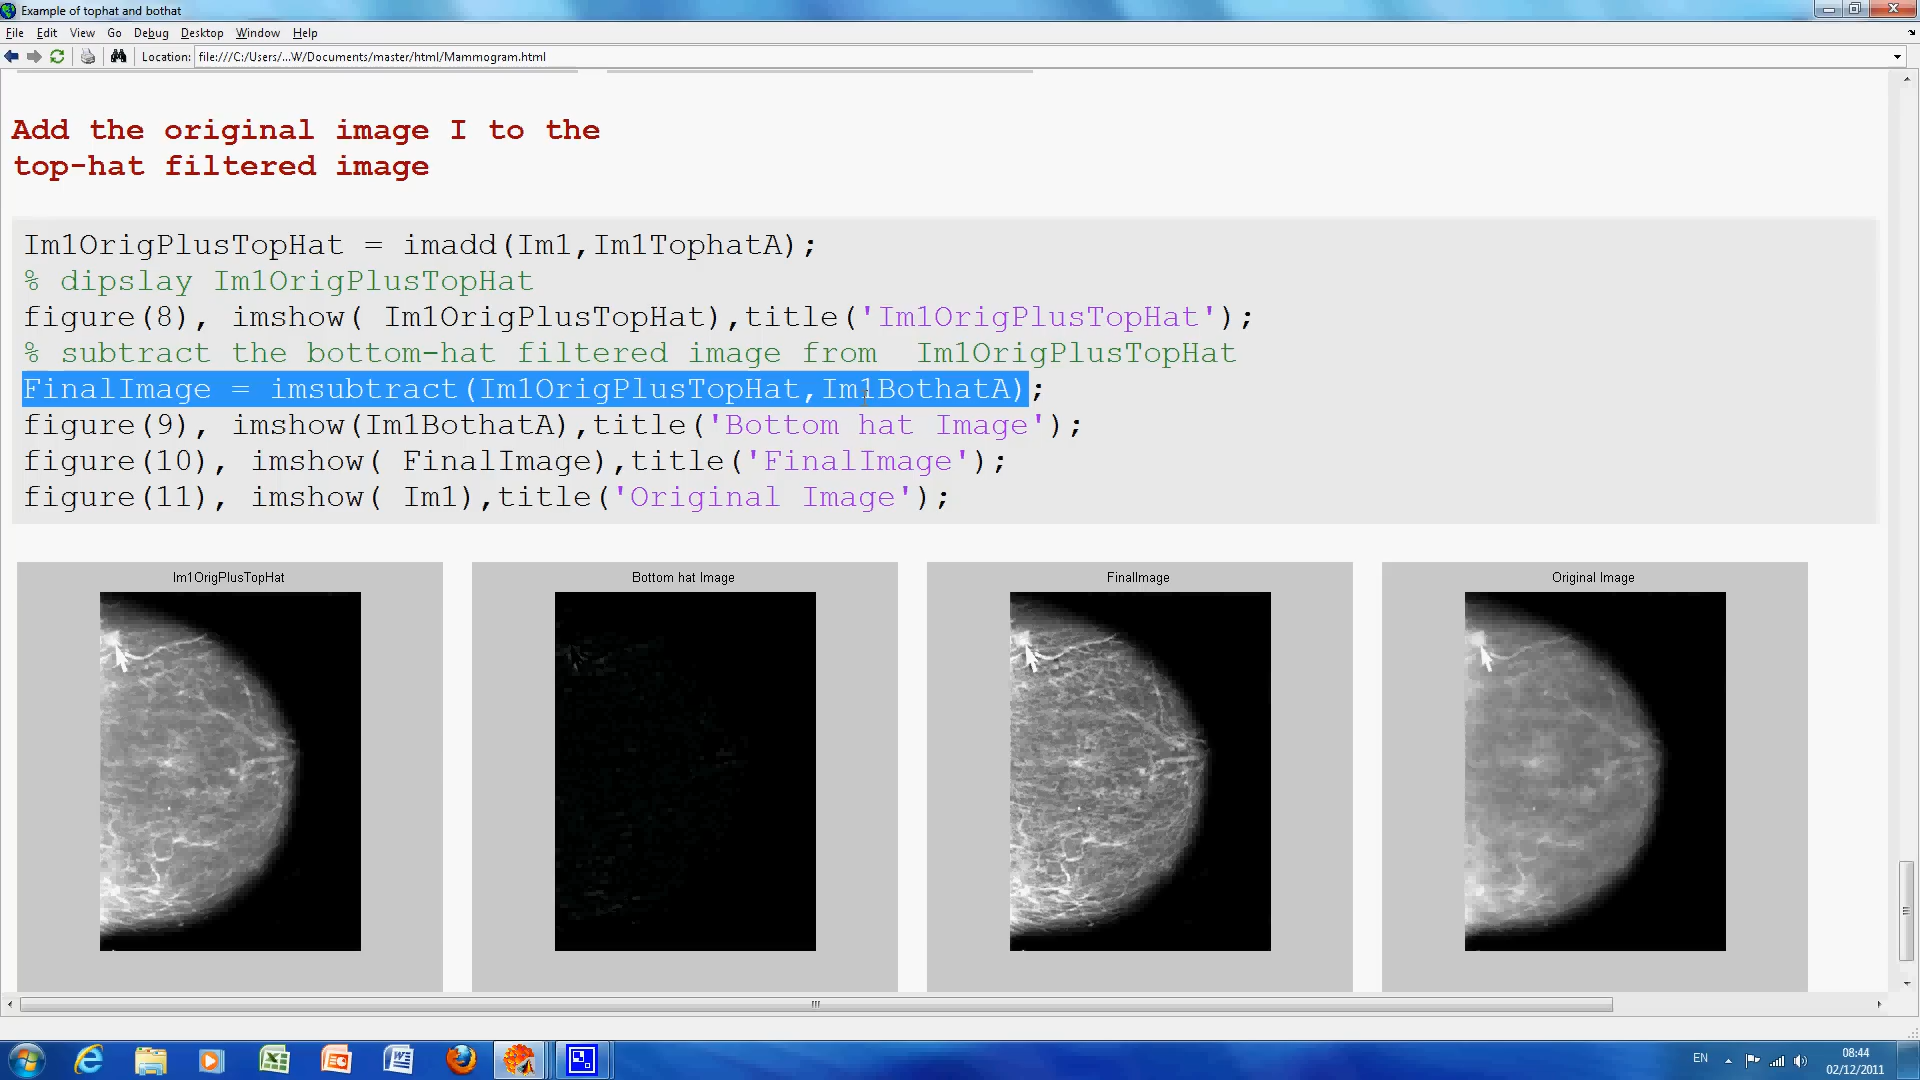 Example of tophat and bothat
File Edit View Go Debug Desktop Window Help
Location: file:///C:/Users/...W/Documents/master/html/Mammogram.html
Add the original image I to the
top-hat filtered image
Im1OrigPlusTopHat = imadd(Im1,Im1TophatA);
% dipslay Im1OrigPlusTopHat
figure(8), imshow( Im1OrigPlusTopHat),title('Im1OrigPlusTopHat');
% subtract the bottom-hat filtered image from  Im1OrigPlusTopHat
FinalImage = imsubtract(Im1OrigPlusTopHat,Im1BothatA);
figure(9), imshow(Im1BothatA),title('Bottom hat Image');
figure(10), imshow( FinalImage),title('FinalImage');
figure(11), imshow( Im1),title('Original Image');
Im1OrigPlusTopHat
Bottom hat Image
FinalImage
Original Image
EN
08:44
02/12/2011